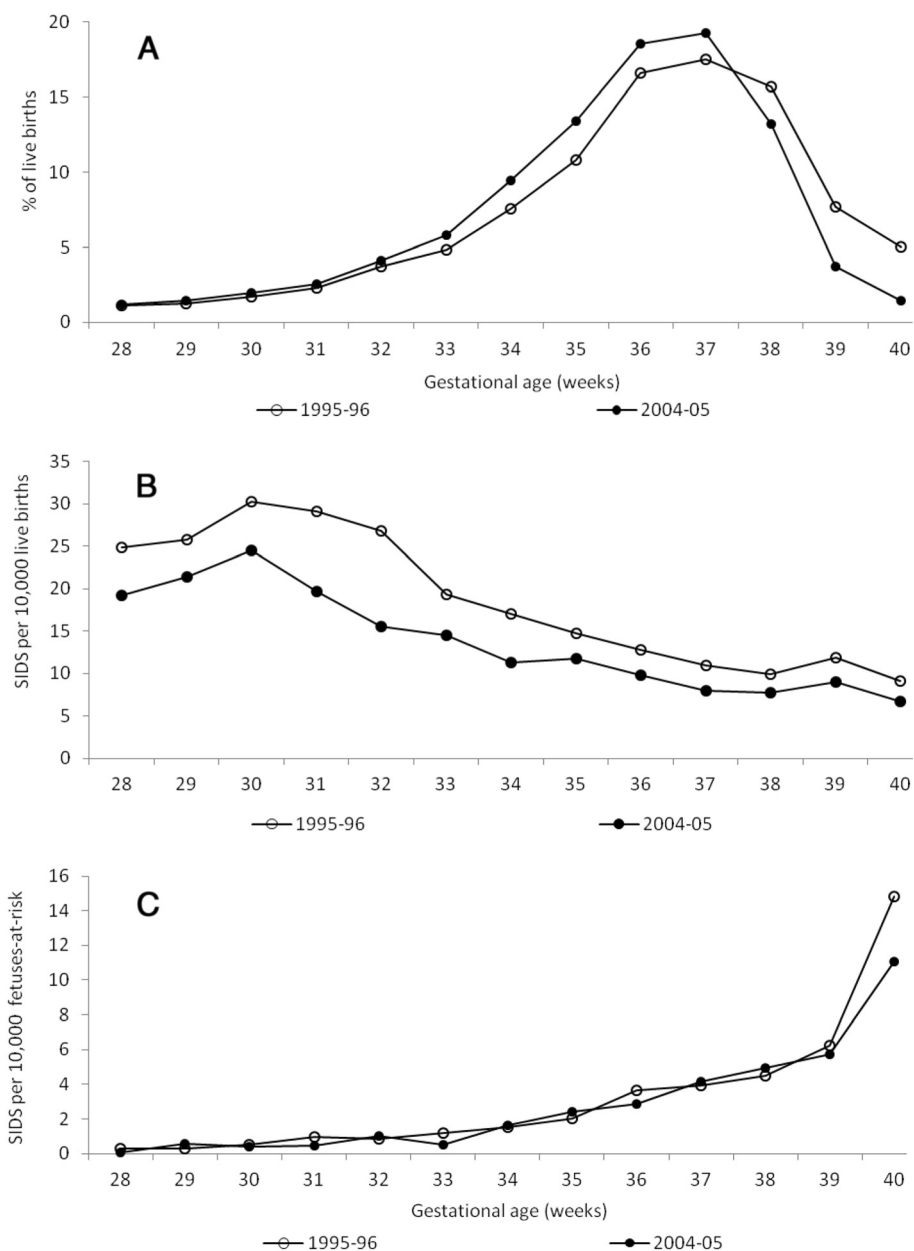 A
% of live births
20
15
10
5
0
28 29 30 31 32 33 34 35 36 37 38 39 40
Gestational age (weeks)
1995-96 2004-05
B
SIDS per 10,000 live births
35
30
25
20
15
10
5
0
28 29 30 31 32 33 34 35 36 37 38 39 40
1995-96 2004-05
C
SIDS per 10,000 fetuses-at-risk
16
14
12
10
8
6
4
2
0
28 29 30 31 32 33 34 35 36 37 38 39 40
Gestational age (weeks)
1995-96 2004-05